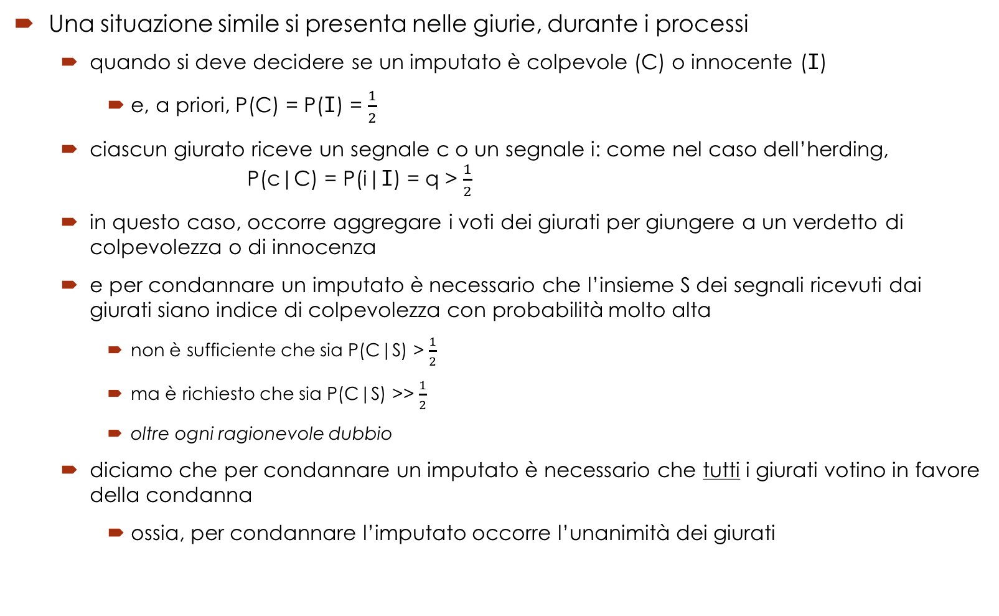 Una situazione simile si presenta nelle giurie, durante i processi
quando si deve decidere se un imputato è colpevole (C) o innocente (I)
e, a priori, P(C) = P(I) = 1/2
ciascun giurato riceve un segnale c o un segnale i: come nel caso dell’herding,
P(c|C) = P(i|I) = q > 1/2
in questo caso, occorre aggregare i voti dei giurati per giungere a un verdetto di
colpevolezza o di innocenza
e per condannare un imputato è necessario che l’insieme S dei segnali ricevuti dai
giurati siano indice di colpevolezza con probabilità molto alta
non è sufficiente che sia P(C|S) > 1/2
ma è richiesto che sia P(C|S) >> 1/2
oltre ogni ragionevole dubbio
diciamo che per condannare un imputato è necessario che tutti i giurati votino in favore
della condanna
ossia, per condannare l’imputato occorre l’unanimità dei giurati